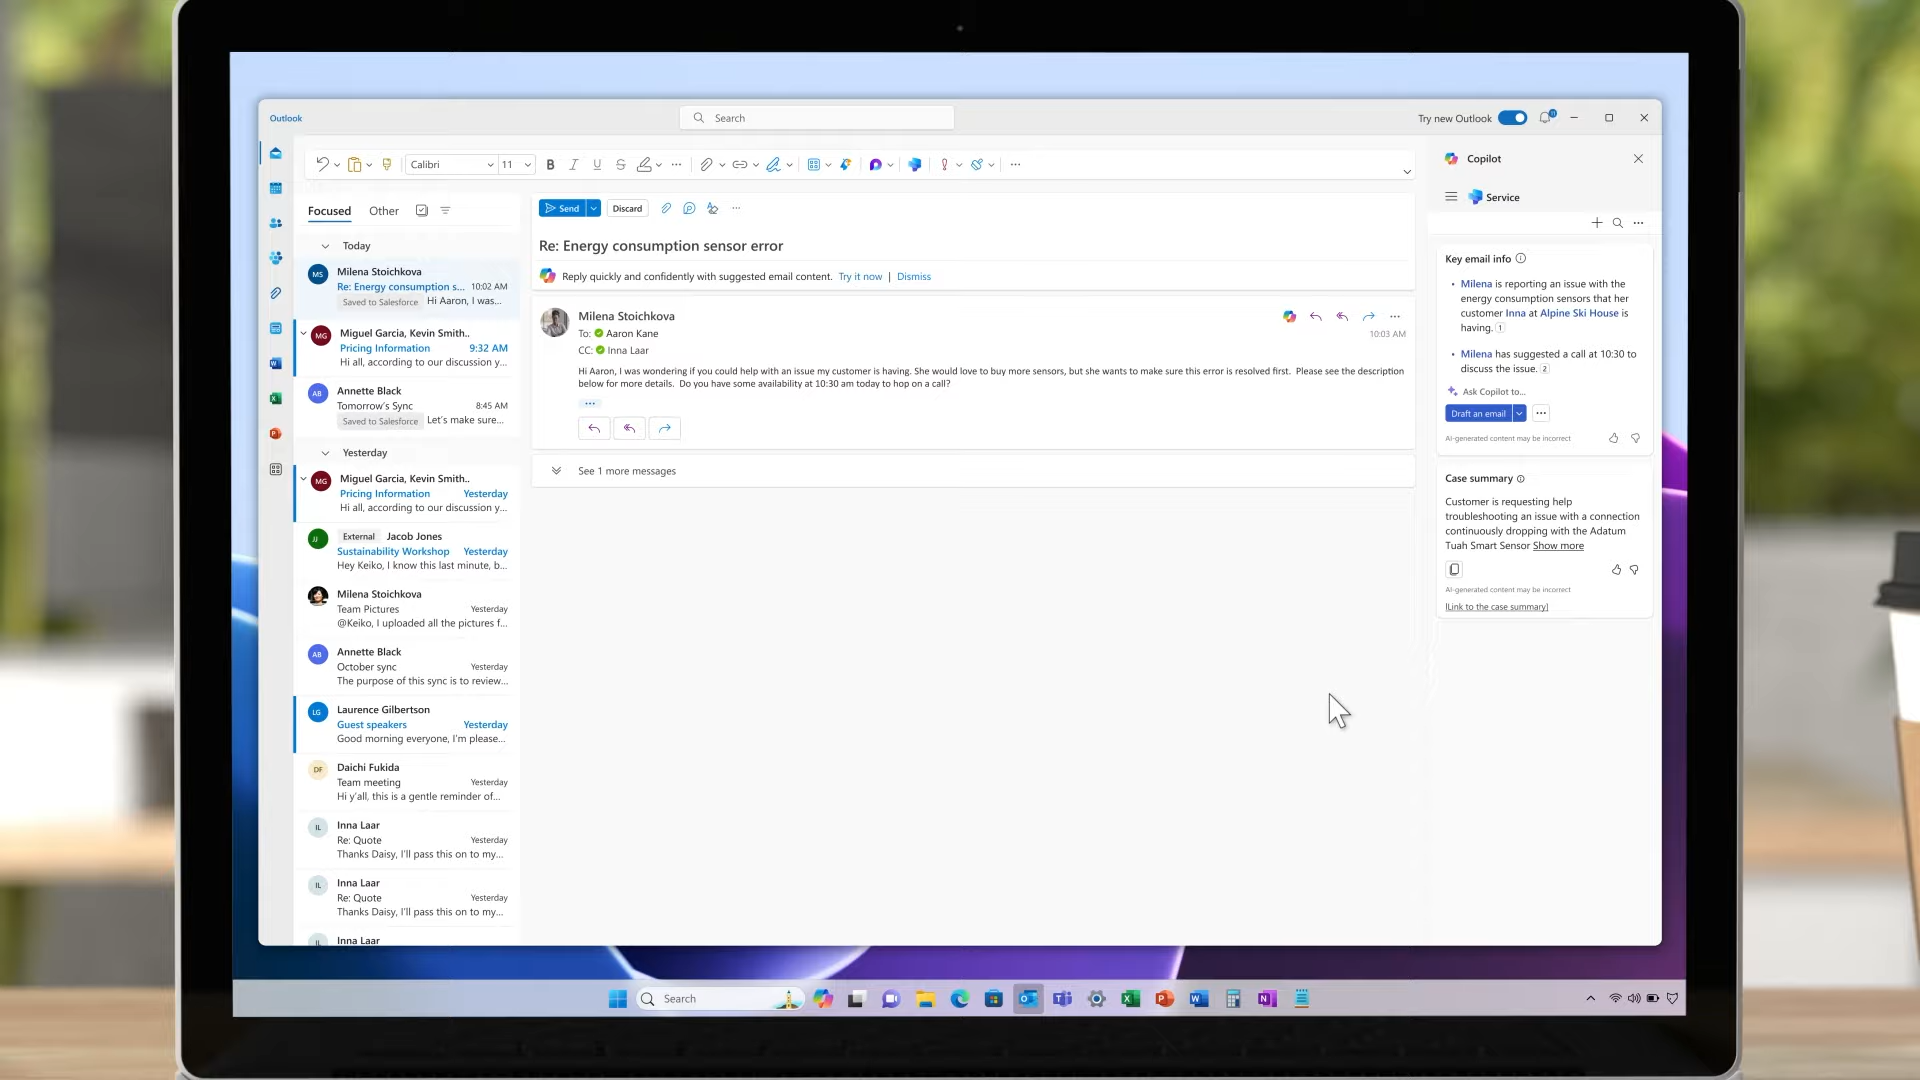 Outlook
Search
Try new Outlook
Calibri
11
B
I
U
S
Focused
Other
Today
MS
Milena Stoichkova
Re: Energy consumption s... 10:02 AM
Saved to Salesforce Hi Aaron, I was...
MG
Miguel Garcia, Kevin Smith..
Pricing Information 9:32 AM
Hi all, according to our discussion y...
AB
Annette Black
Tomorrow's Sync 8:45 AM
Saved to Salesforce Let's make sure...
Yesterday
MG
Miguel Garcia, Kevin Smith..
Pricing Information Yesterday
Hi all, according to our discussion y...
JJ
External Jacob Jones
Sustainability Workshop Yesterday
Hey Keiko, I know this last minute, b...
Milena Stoichkova
Team Pictures Yesterday
@Keiko, I uploaded all the pictures f...
AB
Annette Black
October sync Yesterday
The purpose of this sync is to review...
LG
Laurence Gilbertson
Guest speakers Yesterday
Good morning everyone, I'm please...
DF
Daichi Fukida
Team meeting Yesterday
Hi y'all, this is a gentle reminder of...
IL
Inna Laar
Re: Quote Yesterday
Thanks Daisy, I'll pass this on to my...
IL
Inna Laar
Re: Quote Yesterday
Thanks Daisy, I'll pass this on to my...
IL
Inna Laar
Send
Discard
Re: Energy consumption sensor error
Reply quickly and confidently with suggested email content. Try it now | Dismiss
Milena Stoichkova
To: Aaron Kane
10:03 AM
CC: Inna Laar
Hi Aaron, I was wondering if you could help with an issue my customer is having. She would love to buy more sensors, but she wants to make sure this error is resolved first. Please see the description
below for more details. Do you have some availability at 10:30 am today to hop on a call?
See 1 more messages
Copilot
Service
Key email info
• Milena is reporting an issue with the
energy consumption sensors that her
customer Inna at Alpine Ski House is
having. 1
• Milena has suggested a call at 10:30 to
discuss the issue. 2
Ask Copilot to...
Draft an email
AI-generated content may be incorrect
Case summary
Customer is requesting help
troubleshooting an issue with a connection
continuously dropping with the Adatum
Tuah Smart Sensor Show more
AI-generated content may be incorrect
[Link to the case summary]
Search